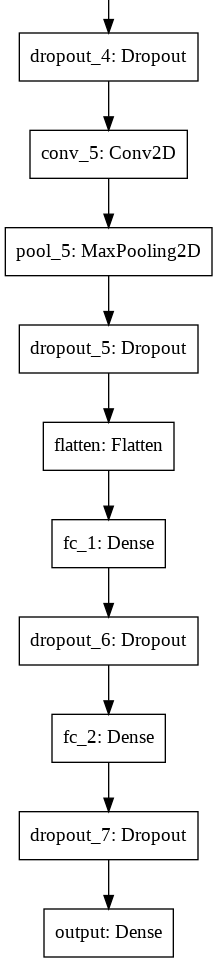 dropout_4: Dropout
conv_5: Conv2D
pool_5: MaxPooling2D
dropout_5: Dropout
flatten: Flatten
fc_1: Dense
dropout_6: Dropout
fc_2: Dense
dropout_7: Dropout
output: Dense